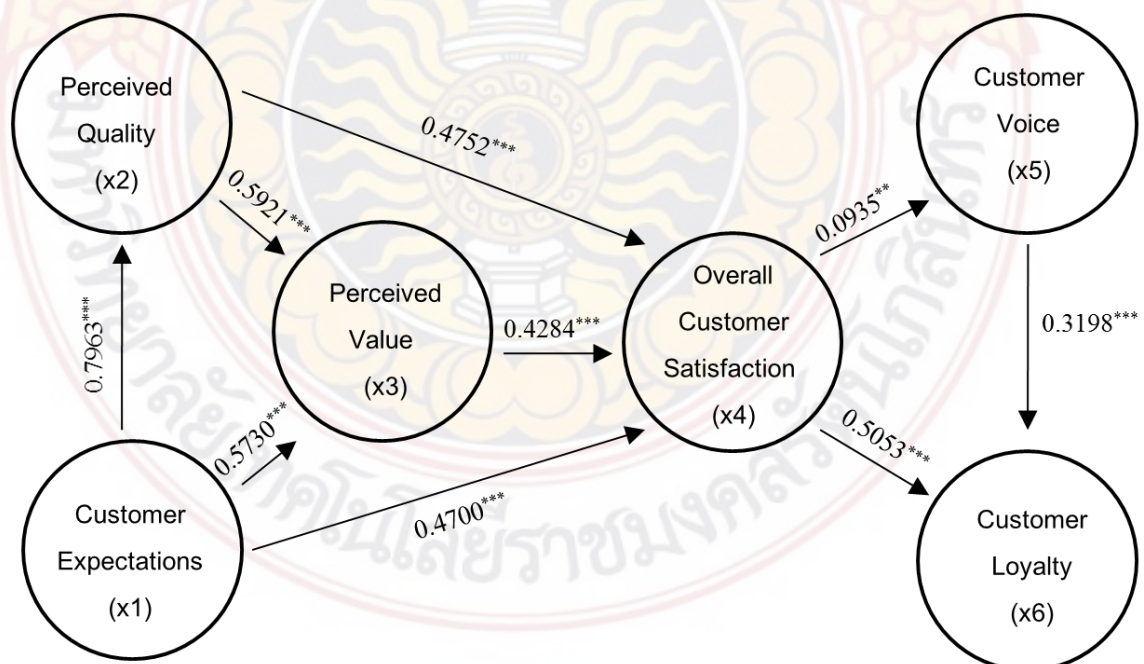 Perceived
Quality
(x2)
Customer
Voice
(x5)
0.4752***
0.5921***
0.0935**
Perceived
Value
(x3)
0.4284***
Overall
Customer
Satisfaction
(x4)
0.7963***
0.3198***
0.5730***
0.4700***
0.5053***
Customer
Expectations
(x1)
Customer
Loyalty
(x6)